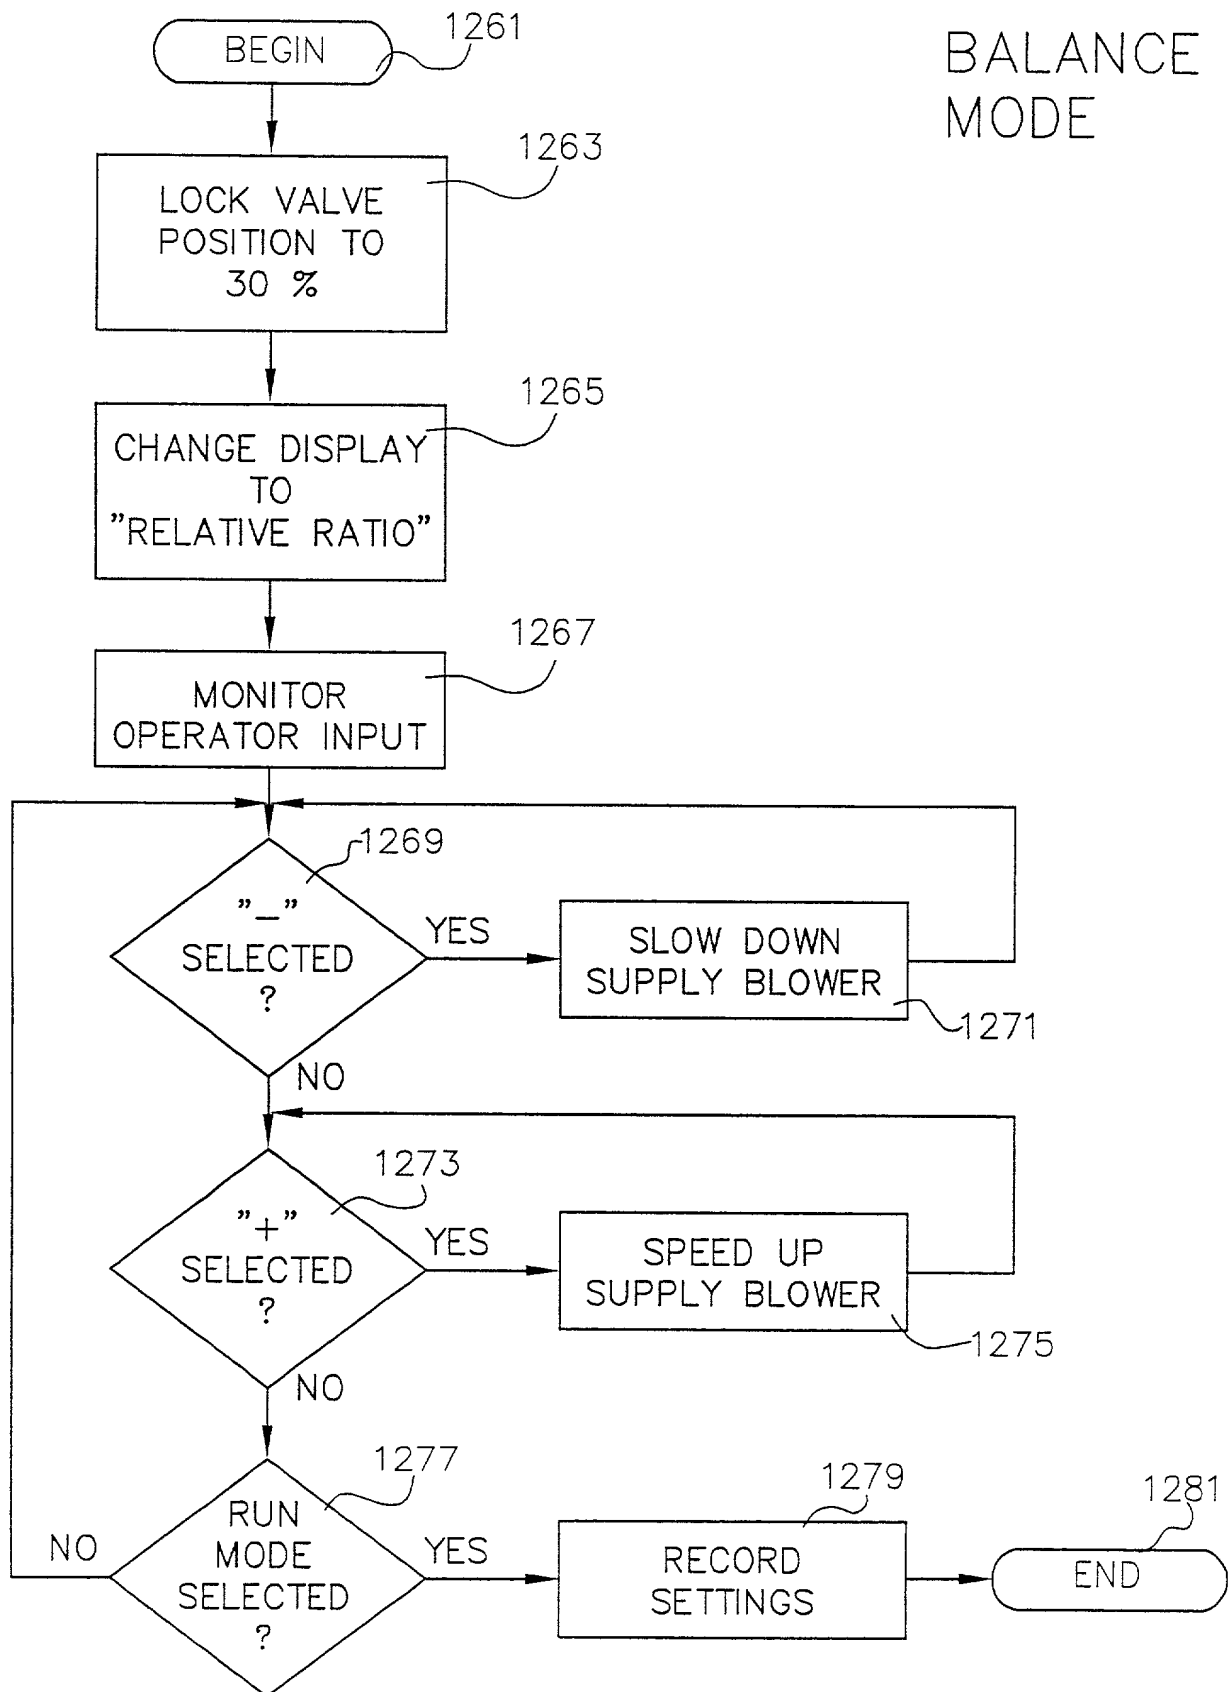 BEGIN
1261
BALANCE
MODE
1263
LOCK VALVE
POSITION TO
30 %
1265
CHANGE DISPLAY
TO
"RELATIVE RATIO"
1267
MONITOR
OPERATOR INPUT
1269
"–"
SELECTED
?
YES
SLOW DOWN
SUPPLY BLOWER
1271
NO
1273
"+"
SELECTED
?
YES
SPEED UP
SUPPLY BLOWER
1275
NO
1277
RUN
MODE
SELECTED
?
NO
YES
1279
RECORD
SETTINGS
1281
END